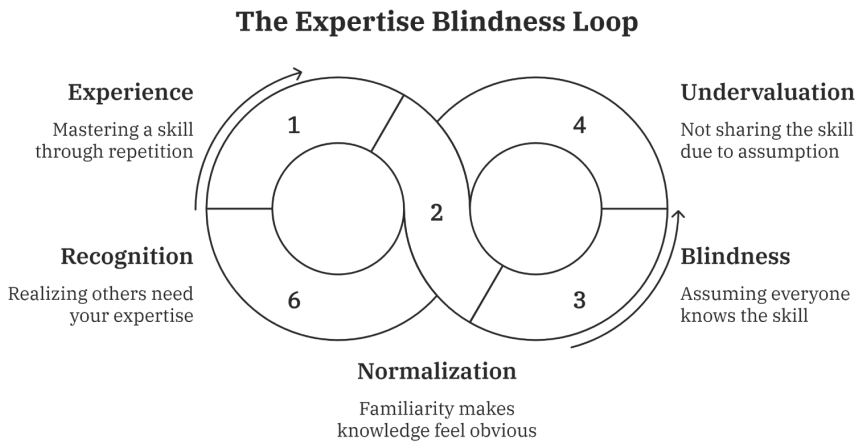 The Expertise Blindness Loop
Experience
Mastering a skill
through repetition
1
4
Undervaluation
Not sharing the skill
due to assumption
2
Recognition
Realizing others need
your expertise
6
3
Blindness
Assuming everyone
knows the skill
Normalization
Familiarity makes
knowledge feel obvious